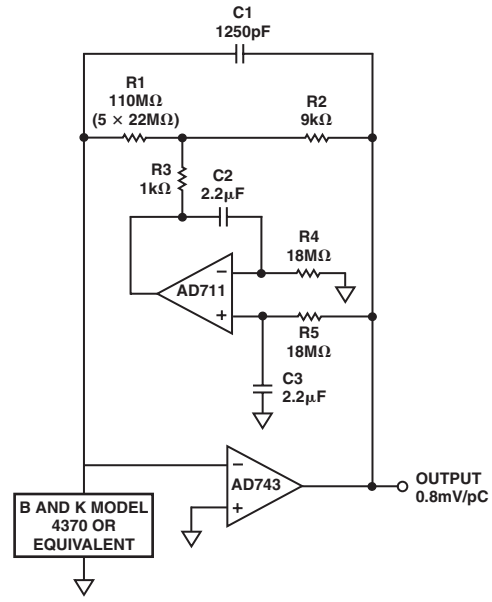 C1
1250pF
R1
110MΩ
(5 × 22MΩ)
R2
9kΩ
R3
1kΩ
C2
2.2μF
R4
18MΩ
–
AD711
+
R5
18MΩ
C3
2.2μF
–
AD743
+
OUTPUT
0.8mV/pC
B AND K MODEL
4370 OR
EQUIVALENT